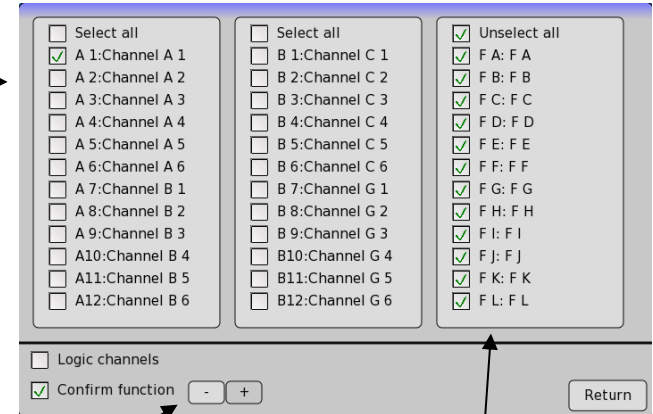 Select all
A 1:Channel A 1
A 2:Channel A 2
A 3:Channel A 3
A 4:Channel A 4
A 5:Channel A 5
A 6:Channel A 6
A 7:Channel B 1
A 8:Channel B 2
A 9:Channel B 3
A10:Channel B 4
A11:Channel B 5
A12:Channel B 6
Select all
B 1:Channel C 1
B 2:Channel C 2
B 3:Channel C 3
B 4:Channel C 4
B 5:Channel C 5
B 6:Channel C 6
B 7:Channel G 1
B 8:Channel G 2
B 9:Channel G 3
B10:Channel G 4
B11:Channel G 5
B12:Channel G 6
Unselect all
F A: F A
F B: F B
F C: F C
F D: F D
F E: F E
F F: F F
F G: F G
F H: F H
F I: F I
F J: F J
F K: F K
F L: F L
Logic channels
Confirm function - +
Return